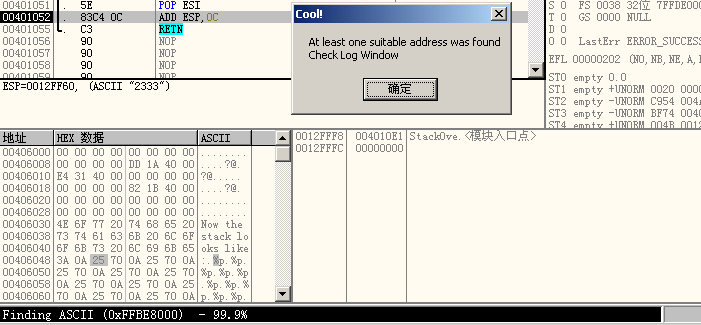 00401051 . 5E POP ESI
00401052 . 83C4 0C ADD ESP,0C
00401055 . C3 RETN
00401056 90 NOP
00401057 90 NOP
00401058 90 NOP
00401059 90 NOP
ESP=0012FF60, (ASCII "2333")
Cool!
At least one suitable address was found
Check Log Window
确定
S 0 FS 0038 32位 7FFDE00
T 0 GS 0000 NULL
D 0
O 0 LastErr ERROR_SUCCESS
EFL 00000202 (NO,NB,NE,A,
ST0 empty 0.0
ST1 empty +UNORM 0020 0000
ST2 empty -UNORM C954 004
ST3 empty -UNORM BF74 0040
ST4 empty +UNORM 004B 0012
地址 HEX 数据 ASCII
00406000 00 00 00 00 00 00 00 00 ........
00406008 00 00 00 00 DD 1A 40 00 ....?@.
00406010 E4 31 40 00 00 00 00 00 ?@.....
00406018 00 00 00 00 82 1B 40 00 ....?@.
00406020 00 00 00 00 00 00 00 00 ........
00406028 00 00 00 00 00 00 00 00 ........
00406030 4E 6F 77 20 74 68 65 20 Now the
00406038 73 74 61 63 6B 20 6C 6F stack lo
00406040 6F 6B 73 20 6C 69 6B 65 oks like
00406048 3A 0A 25 70 0A 25 70 0A :.%p.%p.
00406050 25 70 0A 25 70 0A 25 70 %p.%p.%p
00406058 0A 25 70 0A 25 70 0A 25 .%p.%p.%
00406060 70 0A 25 70 0A 25 70 0A p.%p.%p.
0012FFF8 004010E1 StackOve.<模块入口点>
0012FFFC 00000000
Finding ASCII (0xFFBE8000) - 99.9%